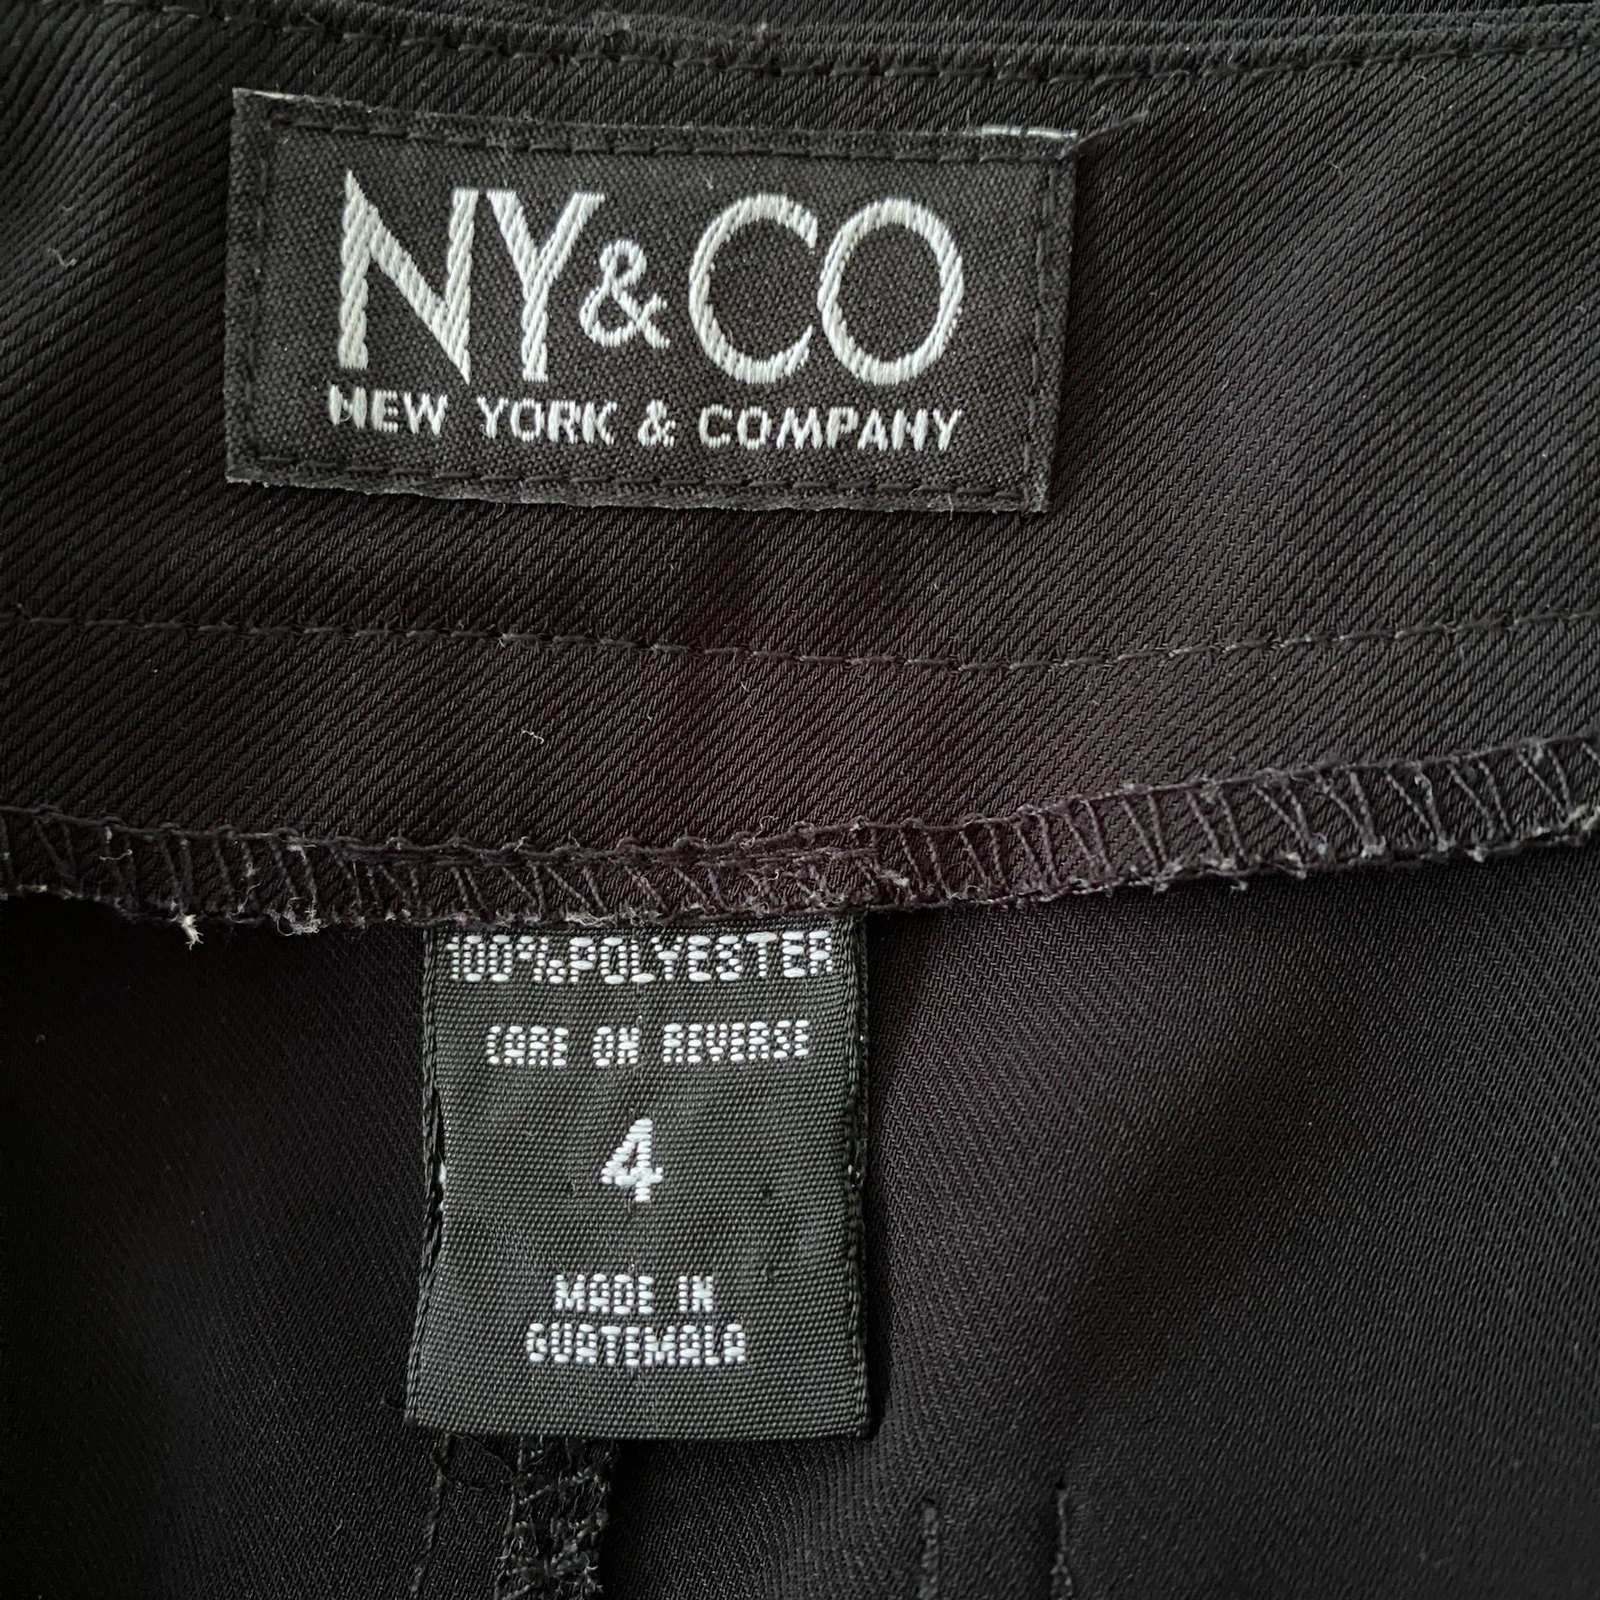 NY&CO
NEW YORK & COMPANY
100%POLYESTER
CARE ON REVERSE
4
MADE IN
GUATEMALA